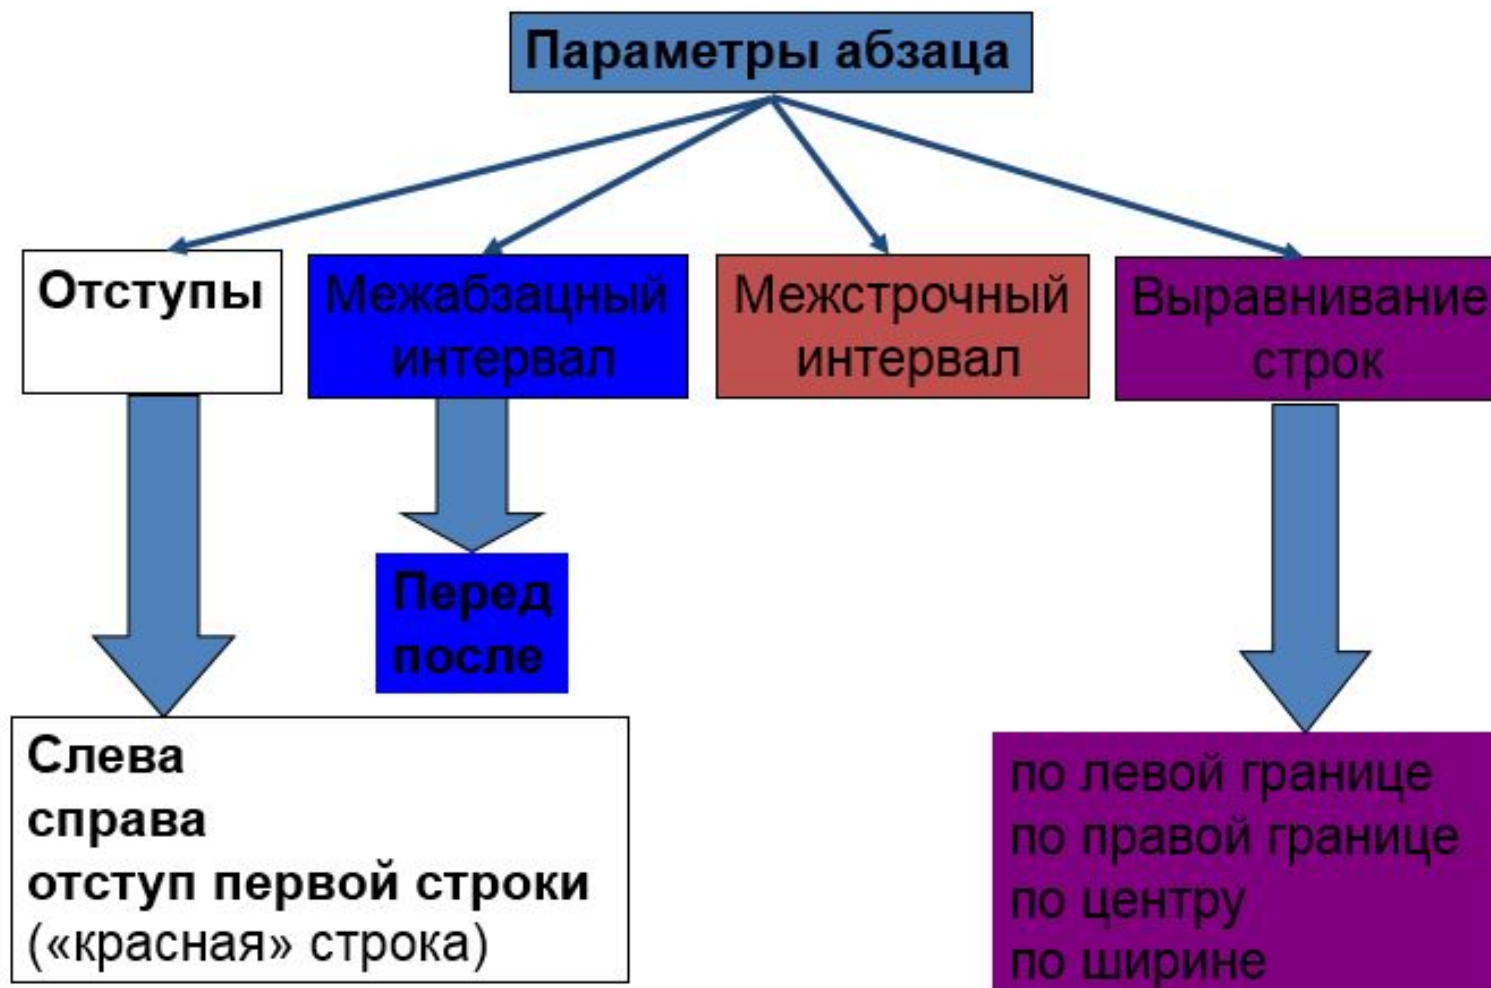 Параметры абзаца
Отступы
Межабзацный
интервал
Межстрочный
интервал
Выравнивание
строк
Перед
после
Слева
справа
отступ первой строки
(«красная» строка)
по левой границе
по правой границе
по центру
по ширине